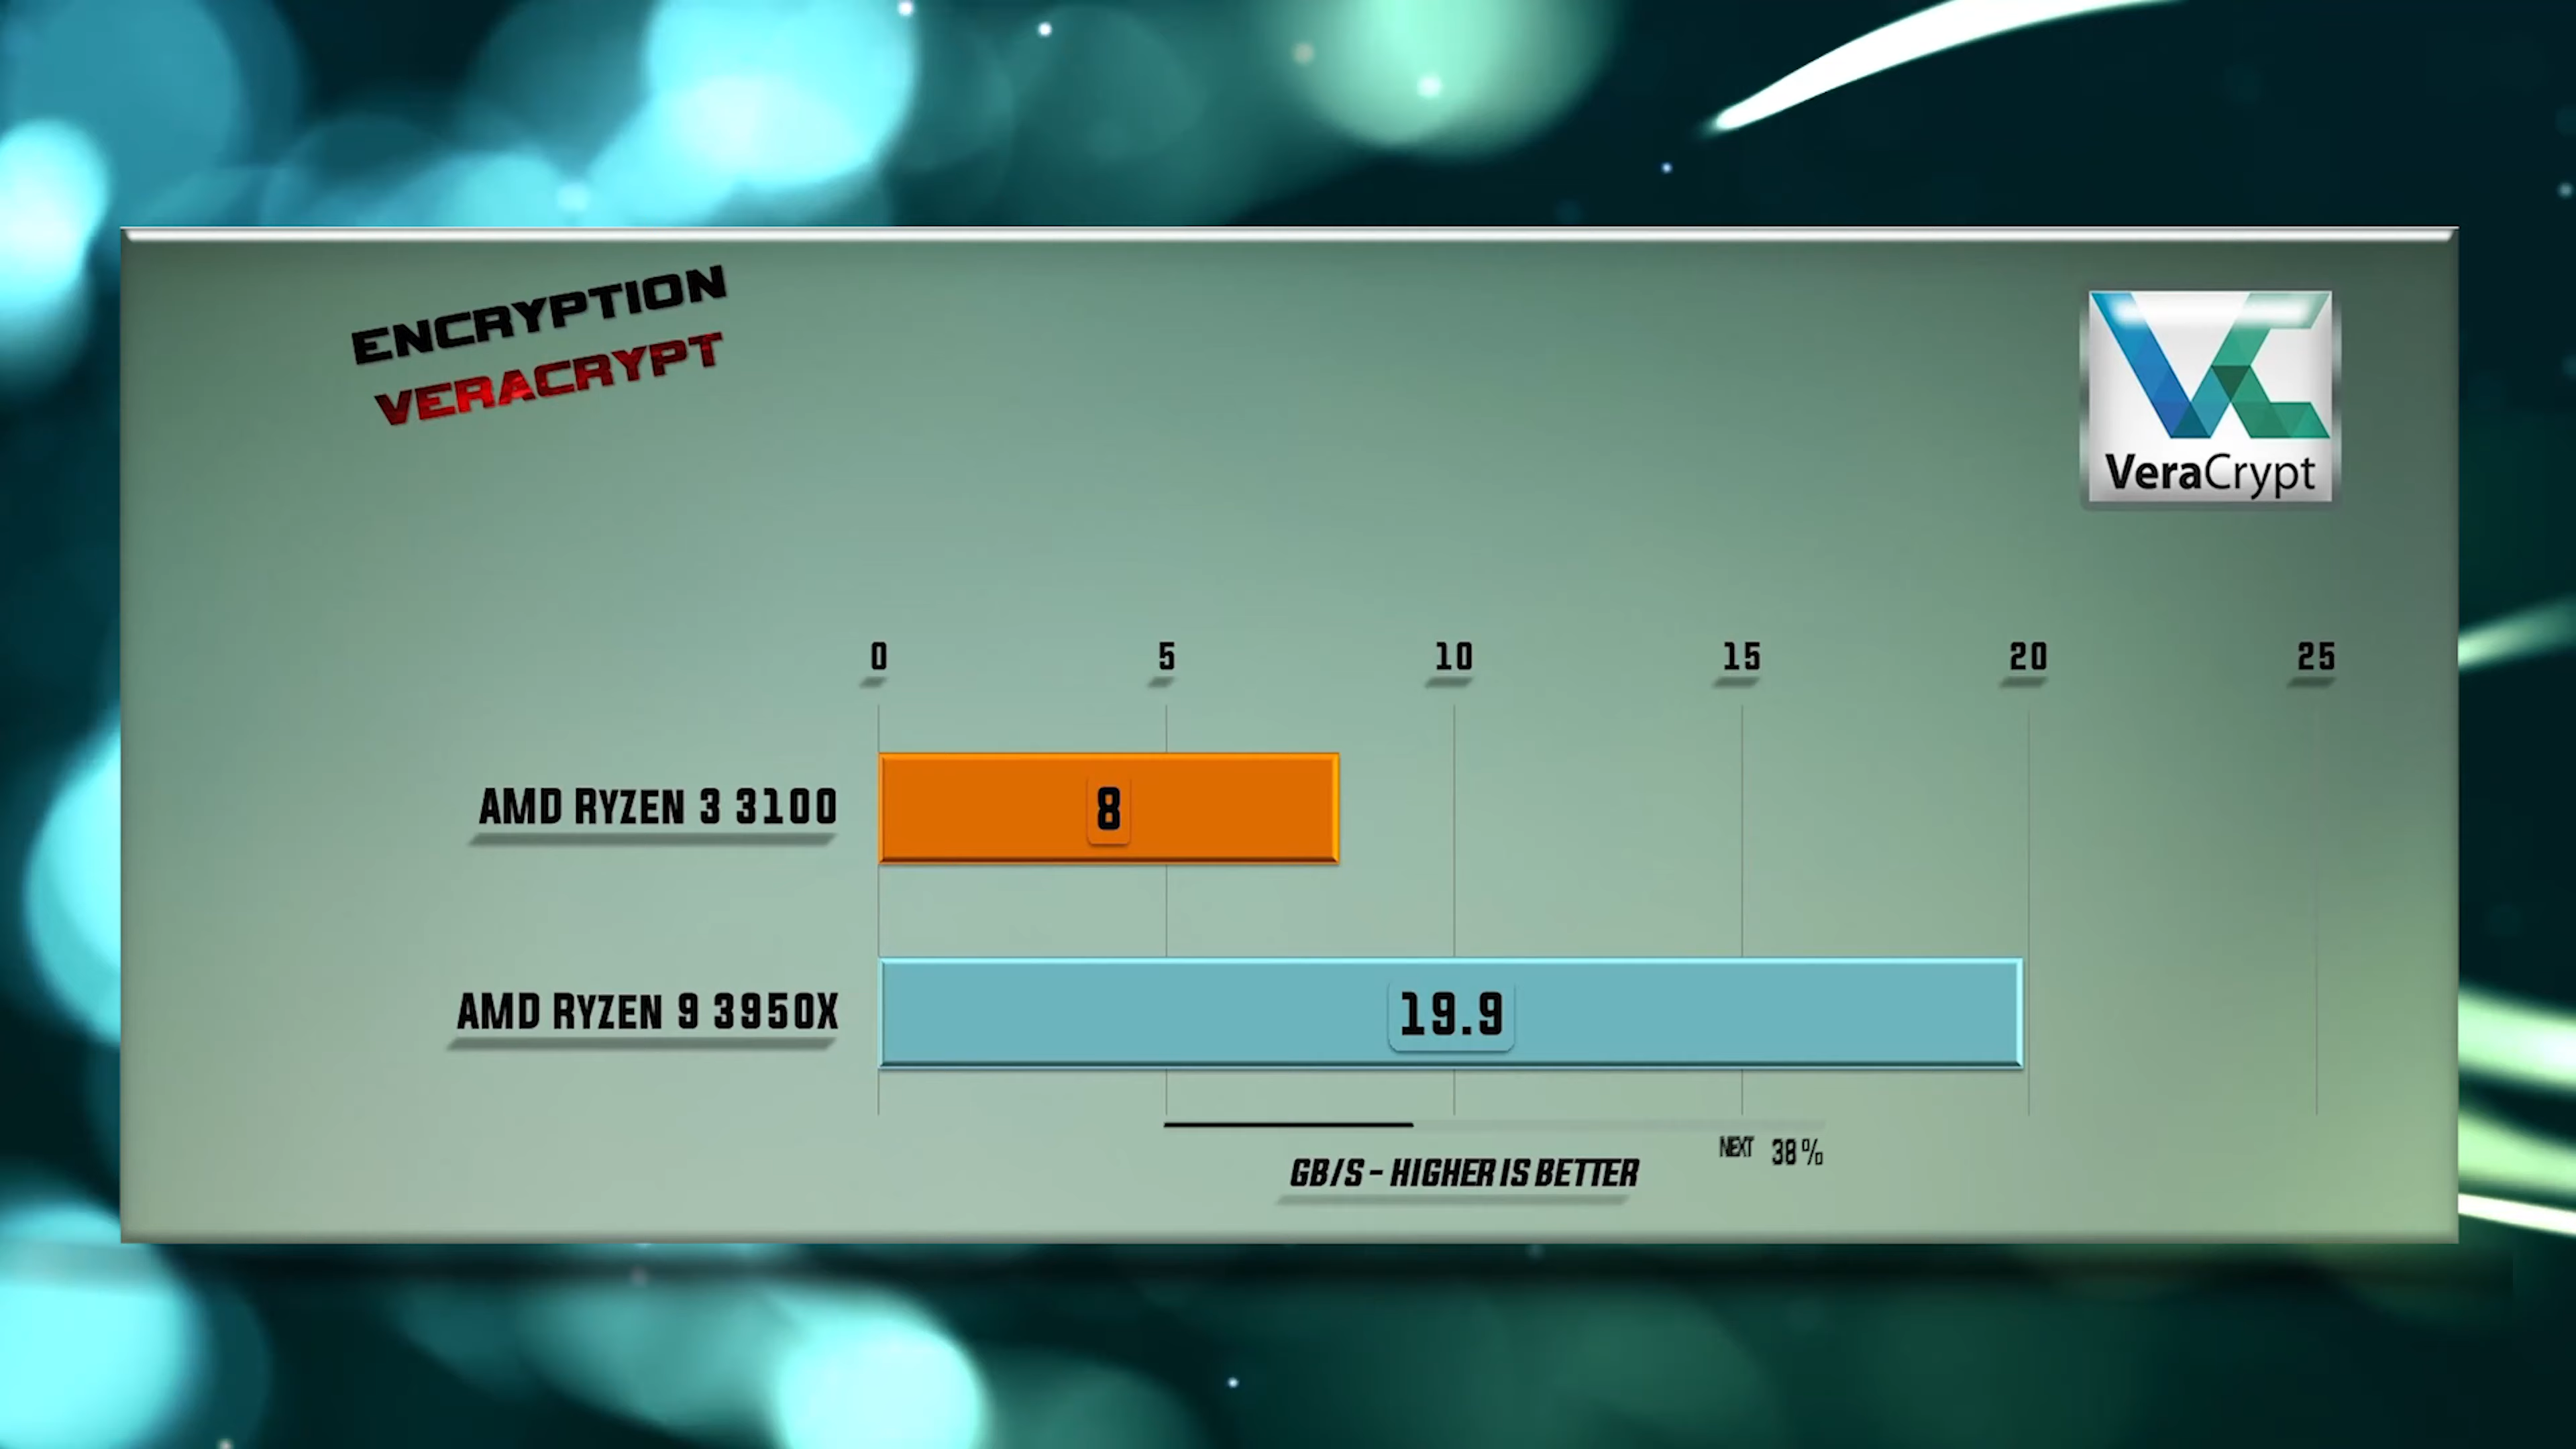 ENCRYPTION
VERACRYPT
VeraCrypt
0 5 10 15 20 25
AMD RYZEN 3 3100
8
AMD RYZEN 9 3950X
19.9
NEXT 38%
GB/S - HIGHER IS BETTER